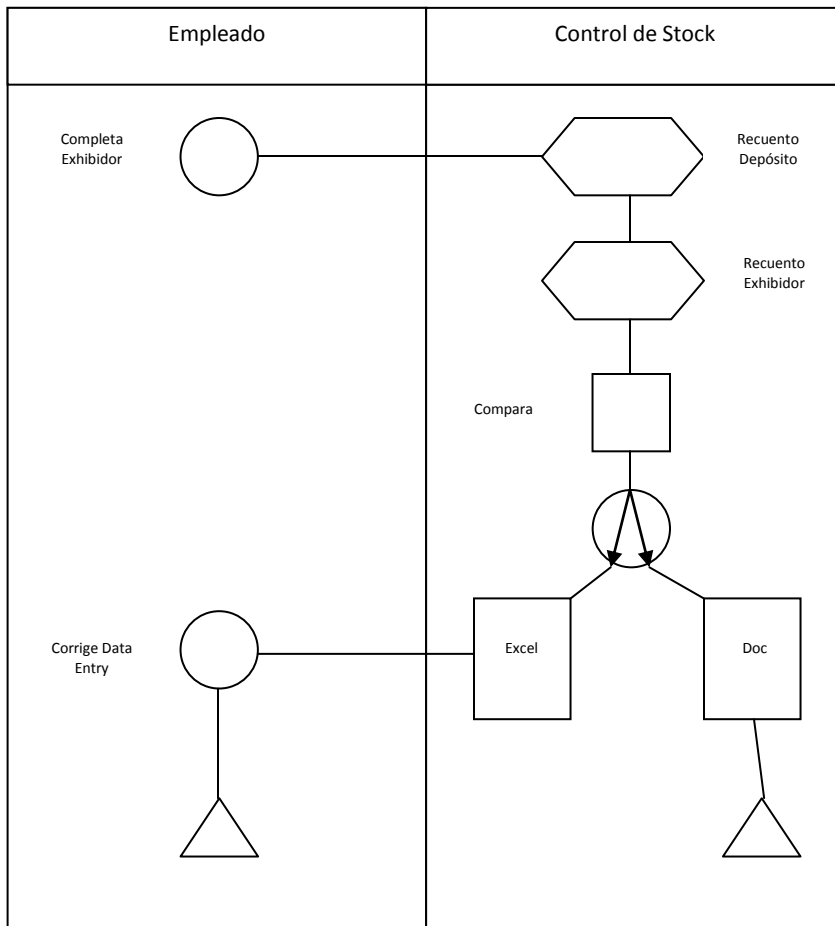 Empleado
Control de Stock
Completa
Exhibidor
Recuento
Depósito
Recuento
Exhibidor
Compara
Corrige Data
Entry
Excel
Doc